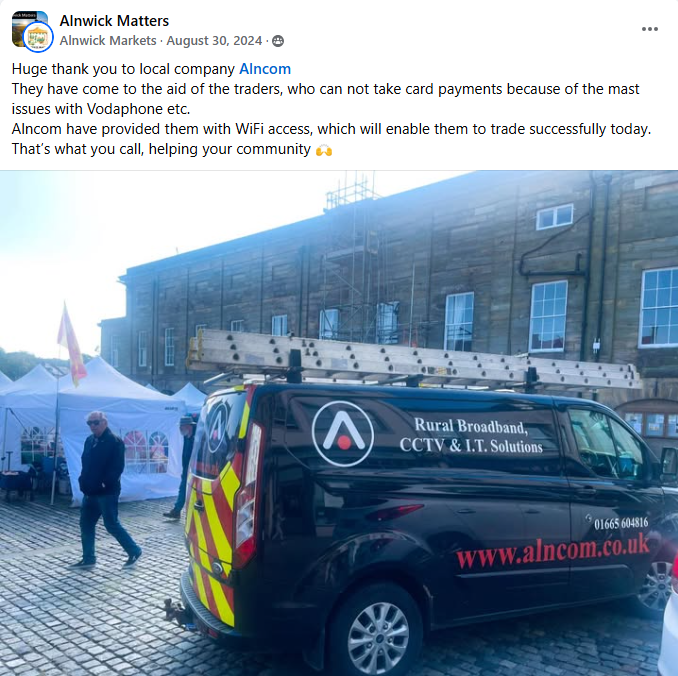 Alnwick Matters
Alnwick Markets · August 30, 2024 ·
Huge thank you to local company Alncom
They have come to the aid of the traders, who can not take card payments because of the mast
issues with Vodaphone etc.
Alncom have provided them with WiFi access, which will enable them to trade successfully today.
That's what you call, helping your community 🙌
Rural Broadband,
CCTV & I.T. Solutions
01665 604816
www.alncom.co.uk